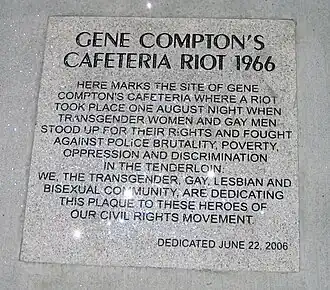 GENE COMPTON'S
CAFETERIA RIOT 1966
HERE MARKS THE SITE OF GENE
COMPTON'S CAFETERIA WHERE A RIOT
TOOK PLACE ONE AUGUST NIGHT WHEN
TRANSGENDER WOMEN AND GAY MEN
STOOD UP FOR THEIR RIGHTS AND FOUGHT
AGAINST POLICE BRUTALITY, POVERTY,
OPPRESSION AND DISCRIMINATION
IN THE TENDERLOIN.
WE, THE TRANSGENDER, GAY, LESBIAN AND
BISEXUAL COMMUNITY, ARE DEDICATING
THIS PLAQUE TO THESE HEROES OF
OUR CIVIL RIGHTS MOVEMENT.
DEDICATED JUNE 22, 2006